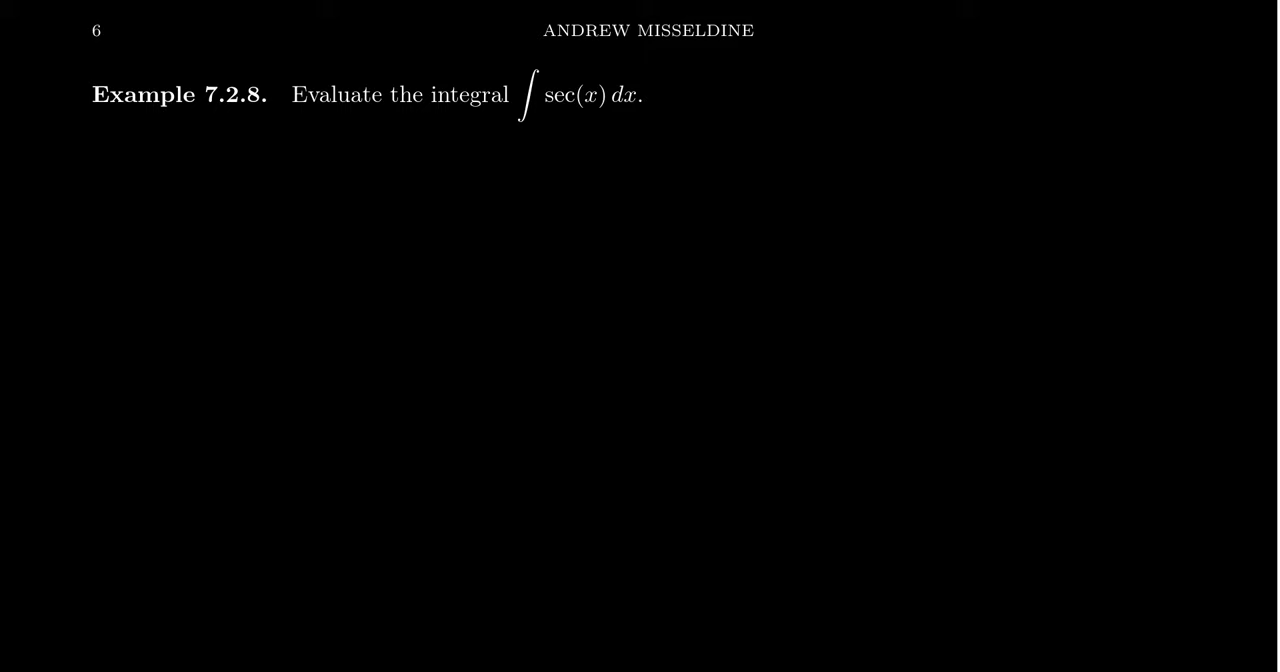 6 ANDREW MISSELDINE
Example 7.2.8. Evaluate the integral ∫ sec(x) dx.